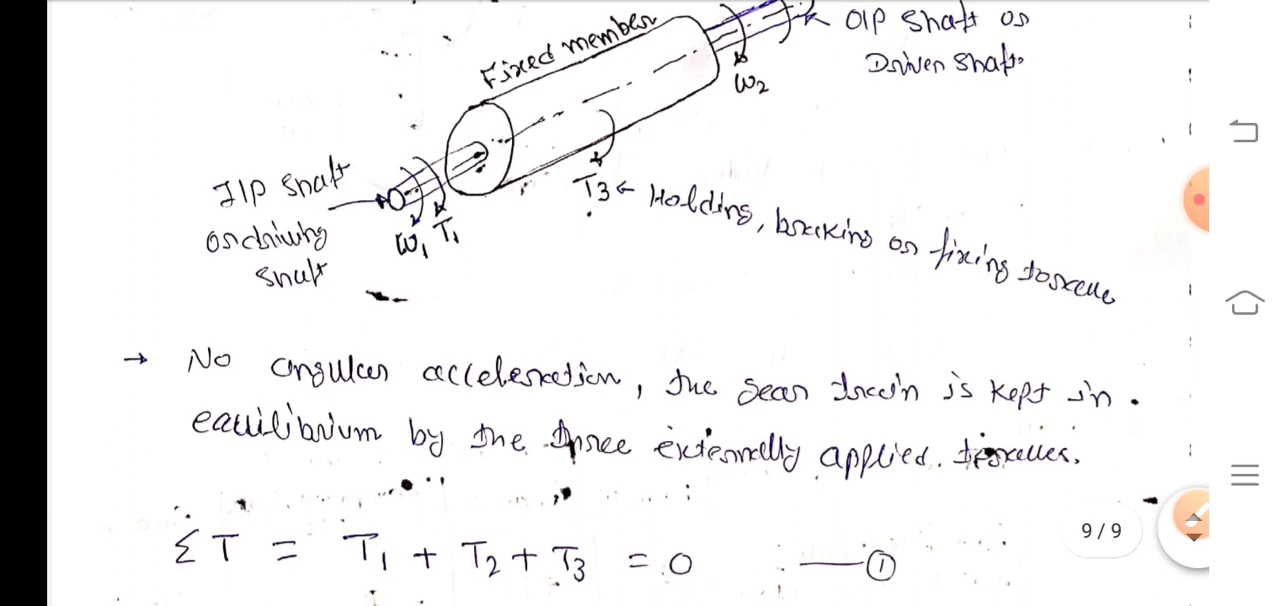 Fixed member
O/P Shaft or
Driven Shaft
ω2
I/P Shaft
or driving
Shaft
ω1 T1
T3 ← Holding, braking or fixing torque
→ No angular acceleration, the gear train is kept in
equilibrium by the three externally applied torques.
ΣT = T1 + T2 + T3 = 0 —①
9 / 9